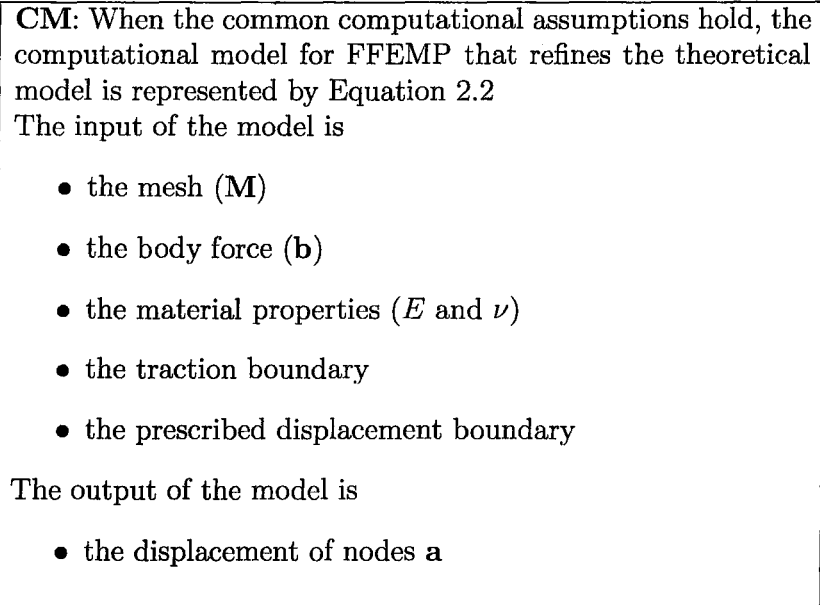 CM: When the common computational assumptions hold, the
computational model for FFEMP that refines the theoretical
model is represented by Equation 2.2
The input of the model is
• the mesh (M)
• the body force (b)
• the material properties (E and ν)
• the traction boundary
• the prescribed displacement boundary
The output of the model is
• the displacement of nodes a